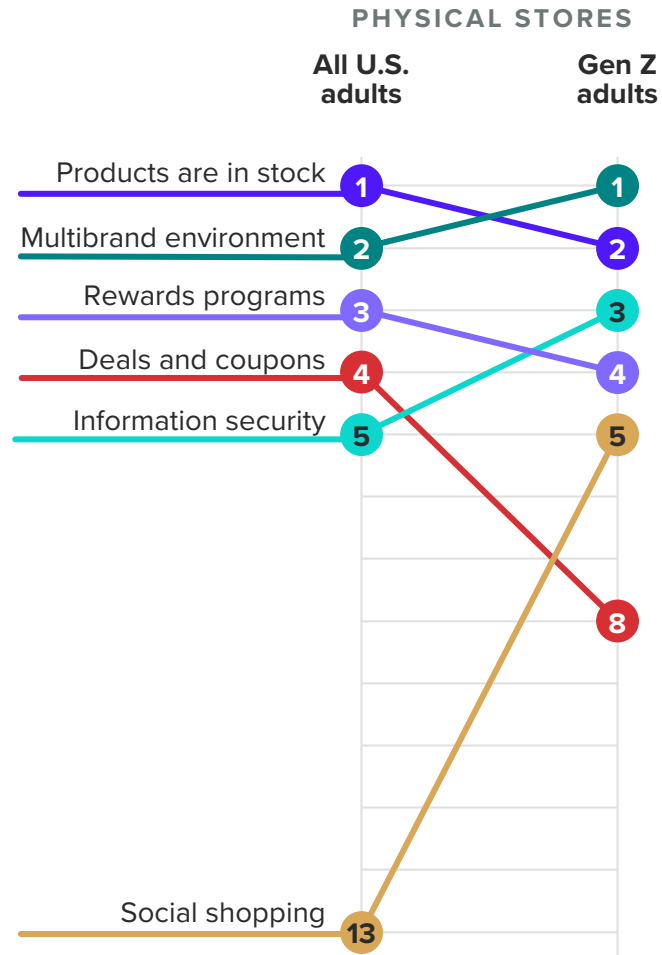 PHYSICAL STORES
All U.S.
adults
Gen Z
adults
Products are in stock
1
1
Multibrand environment
2
2
Rewards programs
3
3
Deals and coupons
4
4
Information security
5
5
8
Social shopping
13